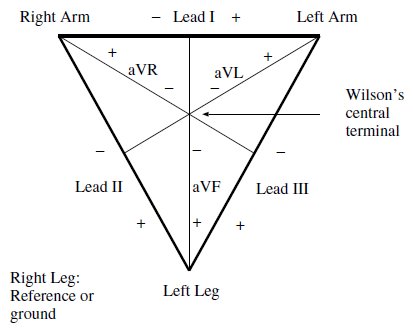 Right Arm − Lead I + Left Arm
+ aVR aVL +
− −
Wilson's
central
terminal
− − −
Lead II aVF Lead III
+ + +
Right Leg:
Reference or
ground
Left Leg